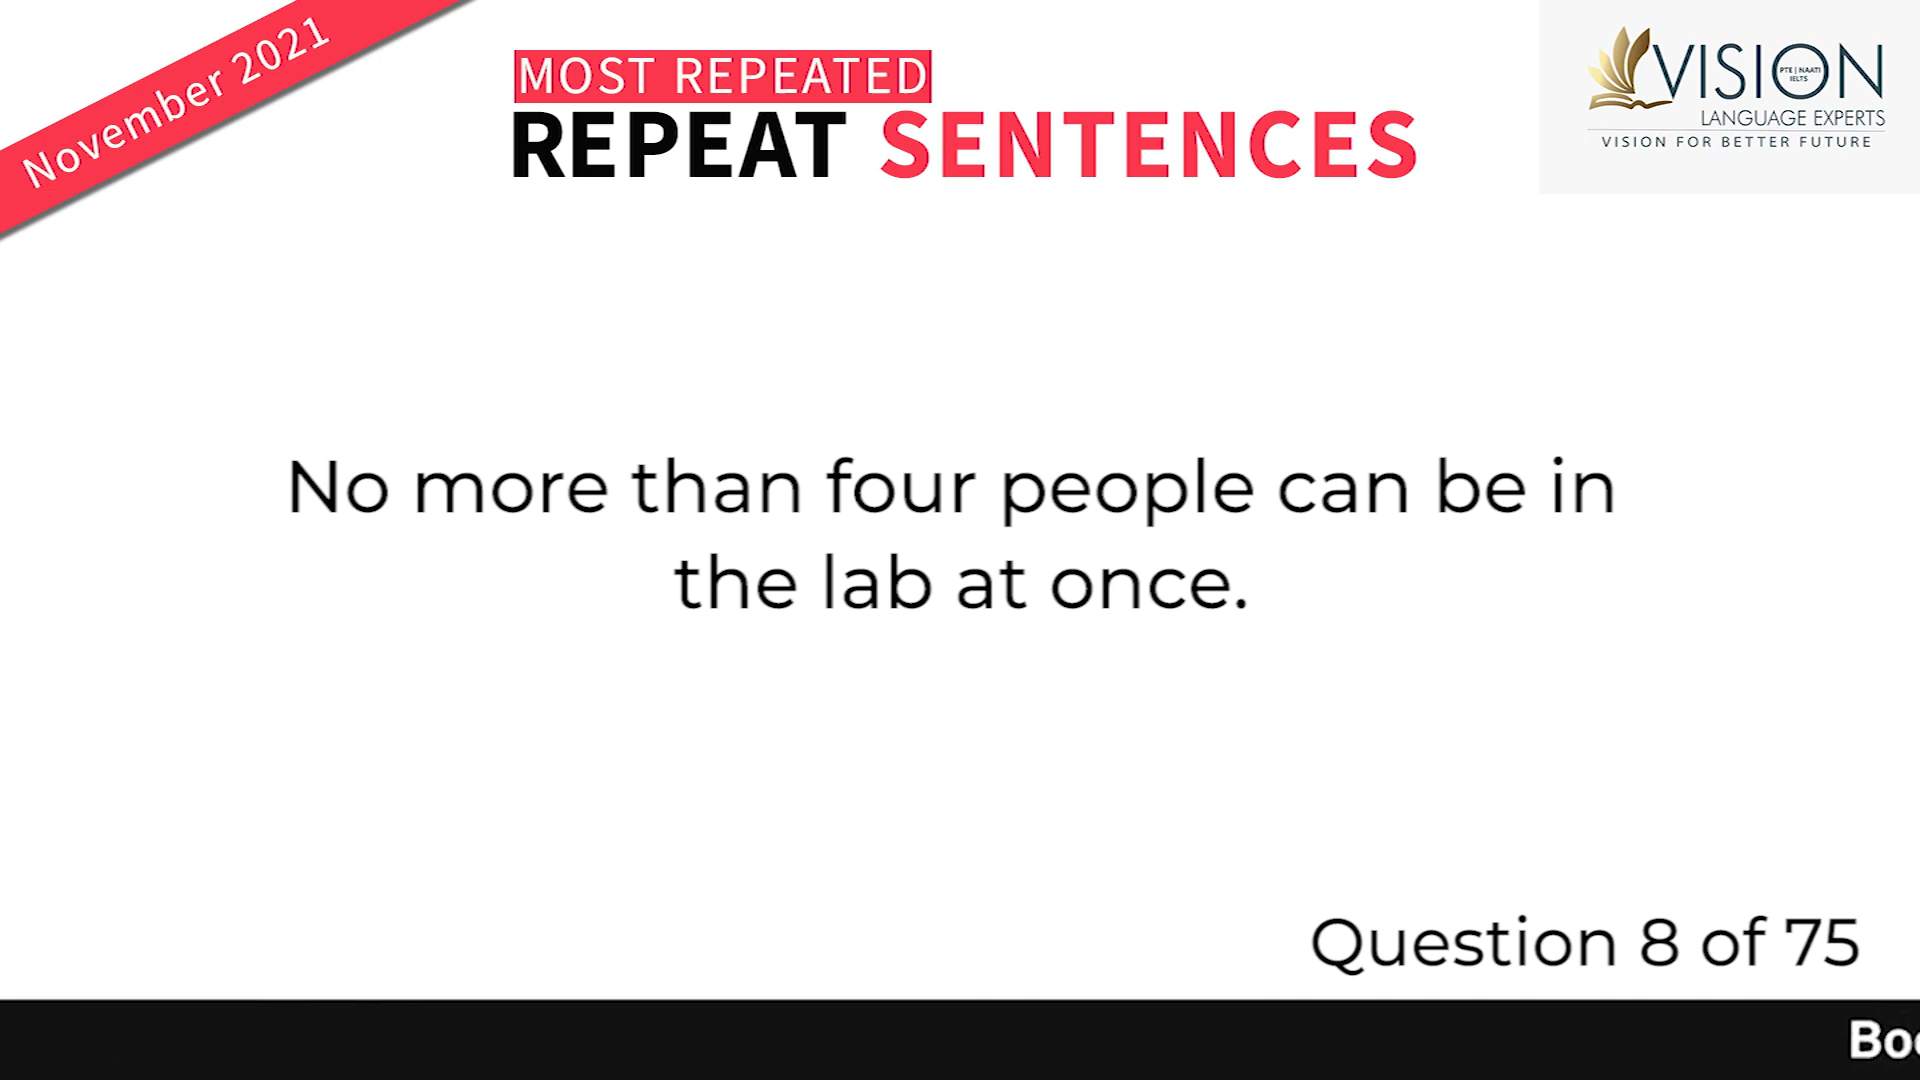 November 2021
MOST REPEATED
REPEAT SENTENCES
VISION
PTE | NAATI
IELTS
LANGUAGE EXPERTS
VISION FOR BETTER FUTURE
No more than four people can be in
the lab at once.
Question 8 of 75